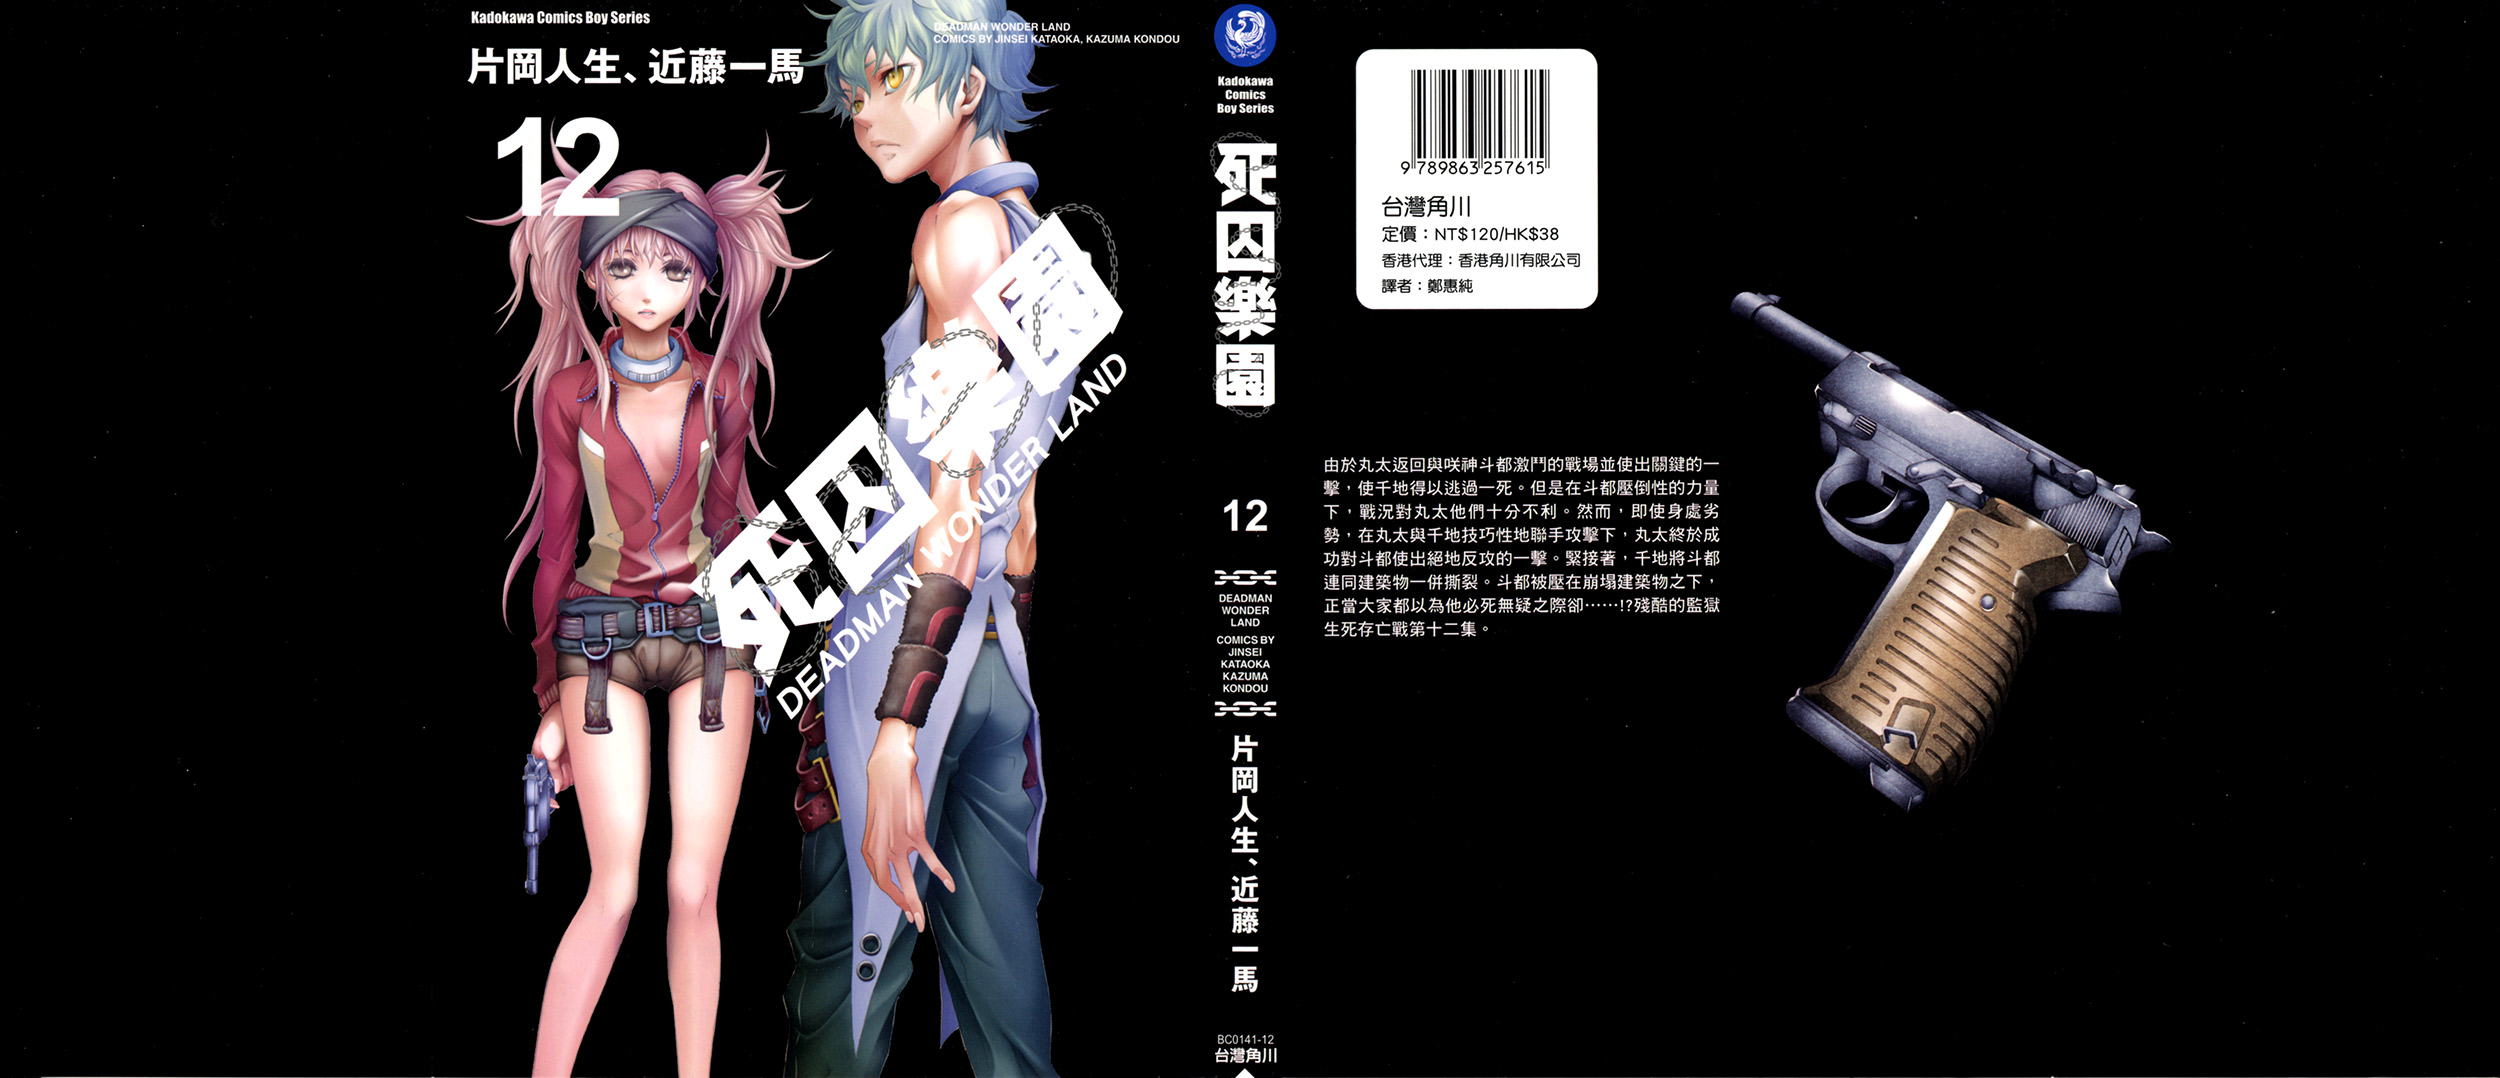 Kadokawa Comics Boy Series
片岡人生、近藤一馬
12
DEADMAN WONDER LAND
COMICS BY JINSEI KATAOKA, KAZUMA KONDOU
死囚樂園
DEADMAN WONDER LAND
Kadokawa
Comics
Boy Series
死囚樂園
12
DEADMAN
WONDER
LAND
COMICS BY
JINSEI
KATAOKA
KAZUMA
KONDOU
片岡人生、近藤一馬
BC0141-12
台灣角川
9 789863 257615
台灣角川
定價：NT$120/HK$38
香港代理：香港角川有限公司
譯者：鄭惠純
由於丸太返回與咲神斗都激鬥的戰場並使出關鍵的一
擊，使千地得以逃過一死。但是在斗都壓倒性的力量
下，戰況對丸太他們十分不利。然而，即使身處劣
勢，在丸太與千地技巧性地聯手攻擊下，丸太終於成
功對斗都使出絕地反攻的一擊。緊接著，千地將斗都
連同建築物一併撕裂。斗都被壓在崩塌建築物之下，
正當大家都以為他必死無疑之際卻……!?殘酷的監獄
生死存亡戰第十二集。